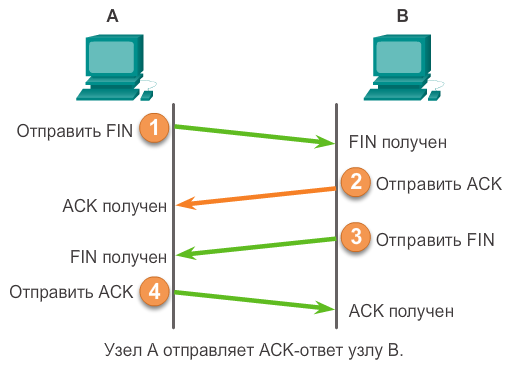 A
B
Отправить FIN
1
FIN получен
2
Отправить ACK
ACK получен
3
Отправить FIN
FIN получен
Отправить ACK
4
ACK получен
Узел A отправляет ACK-ответ узлу B.